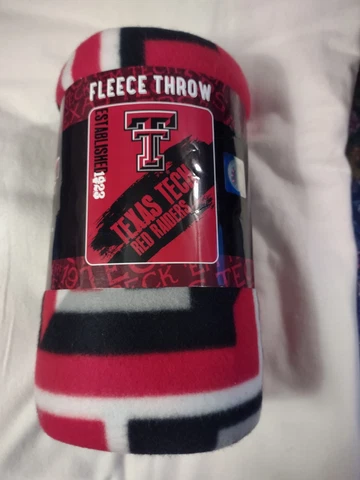 FLEECE THROW
ESTABLISHED 1923
T
TEXAS TECH
RED RAIDERS